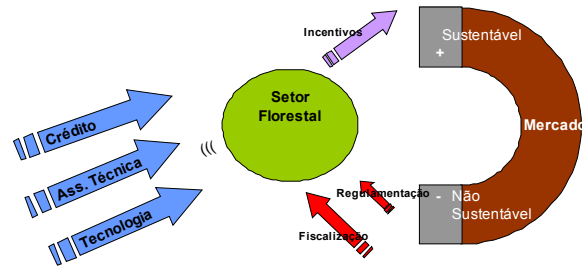 Incentivos
Sustentável
+
Setor
Florestal
Mercado
Crédito
Ass. Técnica
Tecnologia
Regulamentação
Fiscalização
- Não
Sustentável